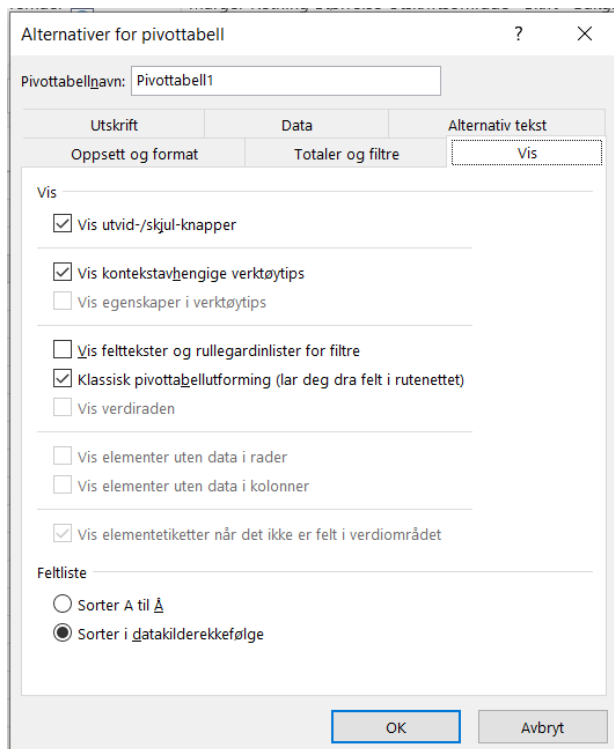 Alternativer for pivottabell ? ×
Pivottabellnavn: Pivottabell1
Utskrift Data Alternativ tekst
Oppsett og format Totaler og filtre Vis
Vis
Vis utvid-/skjul-knapper
Vis kontekstavhengige verktøytips
Vis egenskaper i verktøytips
Vis felttekster og rullegardinlister for filtre
Klassisk pivottabellutforming (lar deg dra felt i rutenettet)
Vis verdiraden
Vis elementer uten data i rader
Vis elementer uten data i kolonner
Vis elementetiketter når det ikke er felt i verdiområdet
Feltliste
Sorter A til Å
Sorter i datakilderekkefølge
OK Avbryt